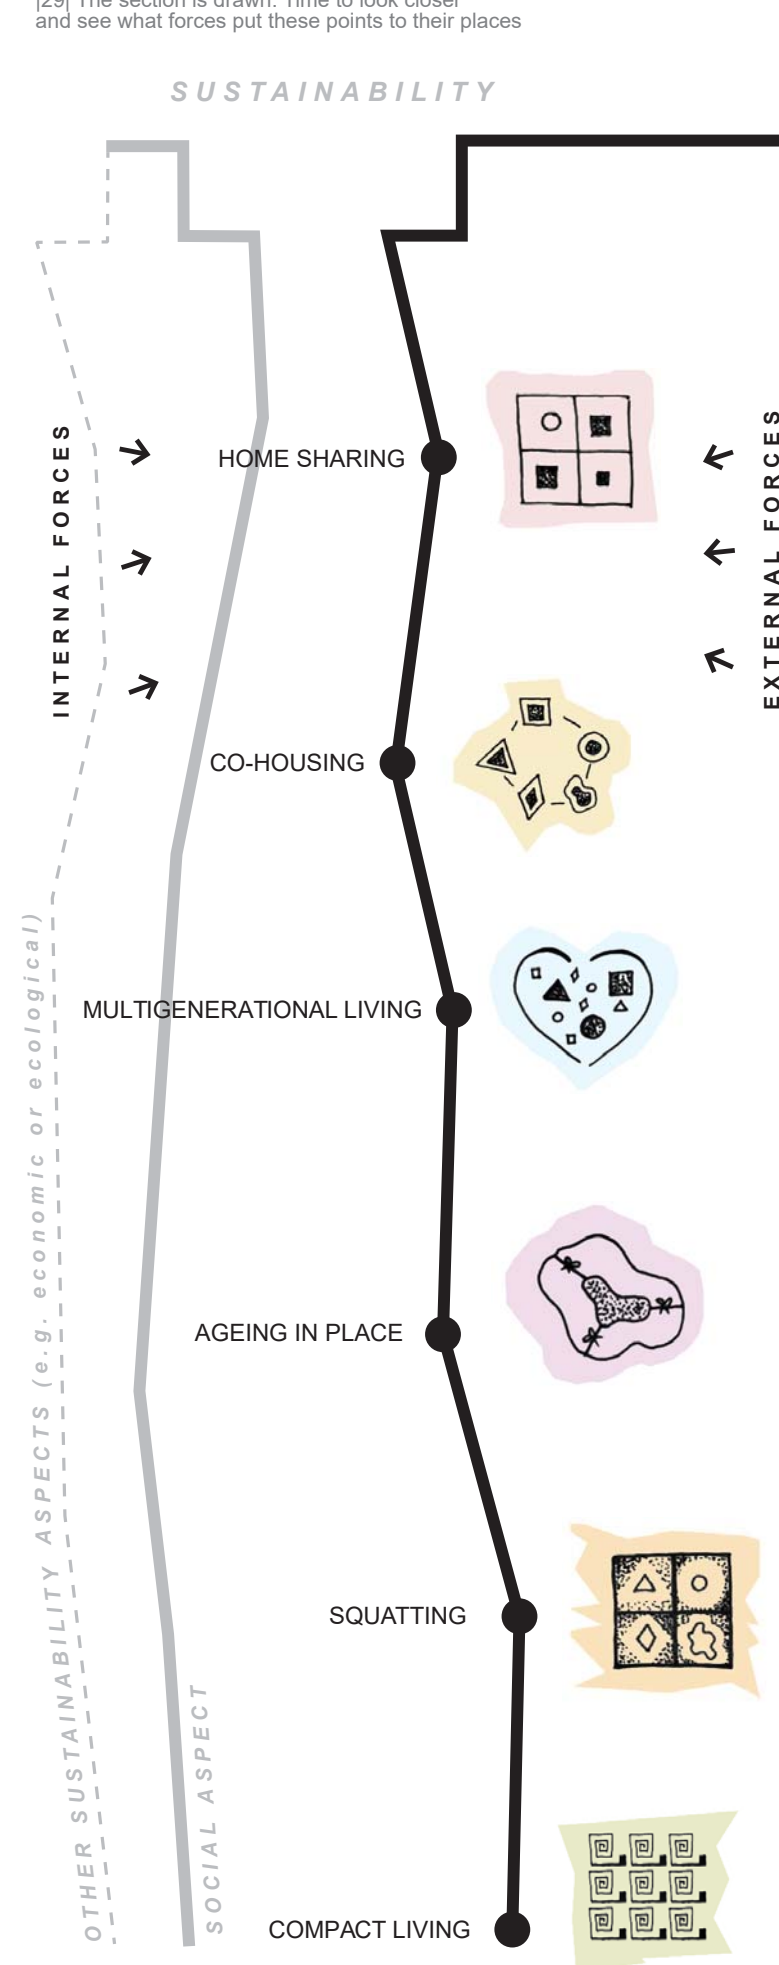 |29| The section is drawn. Time to look closer
and see what forces put these points to their places
SUSTAINABILITY
INTERNAL FORCES
EXTERNAL FORCES
HOME SHARING
CO-HOUSING
MULTIGENERATIONAL LIVING
AGEING IN PLACE
SQUATTING
COMPACT LIVING
OTHER SUSTAINABILITY ASPECTS (e.g. economic or ecological)
SOCIAL ASPECT